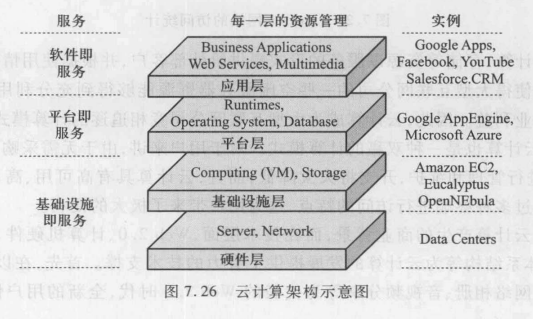 服务
每一层的资源管理
实例
软件即
服务
Business Applications
Web Services, Multimedia
应用层
Google Apps,
Facebook, YouTube
Salesforce.CRM
平台即
服务
Runtimes,
Operating System, Database
平台层
Google AppEngine,
Microsoft Azure
基础设施
即服务
Computing (VM), Storage
基础设施层
Amazon EC2,
Eucalyptus
OpenNEbula
Server, Network
硬件层
Data Centers
图 7.26 云计算架构示意图